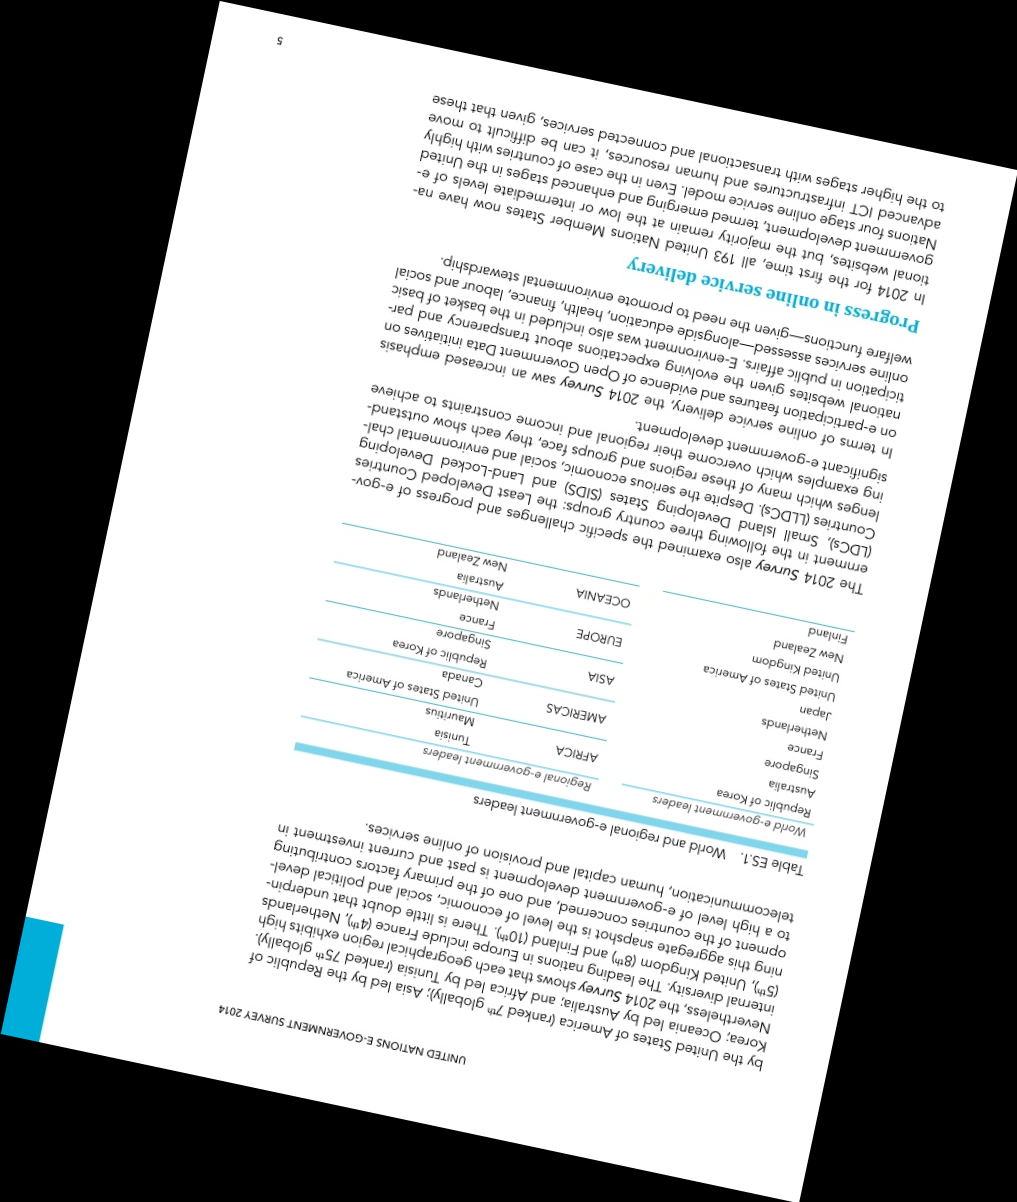 UNITED NATIONS E-GOVERNMENT SURVEY 2014
by the United States of America (ranked 7th globally); Asia led by the Republic of
Korea; Oceania led by Australia; and Africa led by Tunisia (ranked 75th globally).
Nevertheless, the 2014 Survey shows that each geographical region exhibits high
internal diversity. The leading nations in Europe include France (4th), Netherlands
(5th), United Kingdom (8th) and Finland (10th). There is little doubt that underpin-
ning this aggregate snapshot is the level of economic, social and political devel-
opment of the countries concerned, and one of the primary factors contributing
to a high level of e-government development is past and current investment in
telecommunication, human capital and provision of online services.
Table ES.1. World and regional e-government leaders
World e-government leaders
Republic of Korea
Australia
Singapore
France
Netherlands
Japan
United States of America
United Kingdom
New Zealand
Finland
Regional e-government leaders
AFRICA Tunisia
Mauritius
AMERICAS United States of America
Canada
ASIA Republic of Korea
Singapore
EUROPE France
Netherlands
OCEANIA Australia
New Zealand
The 2014 Survey also examined the specific challenges and progress of e-gov-
ernment in the following three country groups: the Least Developed Countries
(LDCs), Small Island Developing States (SIDS) and Land-Locked Developing
Countries (LLDCs). Despite the serious economic, social and environmental chal-
lenges which many of these regions and groups face, they each show outstand-
ing examples which overcome their regional and income constraints to achieve
significant e-government development.
In terms of online service delivery, the 2014 Survey saw an increased emphasis
on e-participation features and evidence of Open Government Data initiatives on
national websites given the evolving expectations about transparency and par-
ticipation in public affairs. E-environment was also included in the basket of basic
online services assessed—alongside education, health, finance, labour and social
welfare functions—given the need to promote environmental stewardship.
Progress in online service delivery
In 2014 for the first time, all 193 United Nations Member States now have na-
tional websites, but the majority remain at the low or intermediate levels of e-
government development, termed emerging and enhanced stages in the United
Nations four stage online service model. Even in the case of countries with highly
advanced ICT infrastructures and human resources, it can be difficult to move
to the higher stages with transactional and connected services, given that these
5